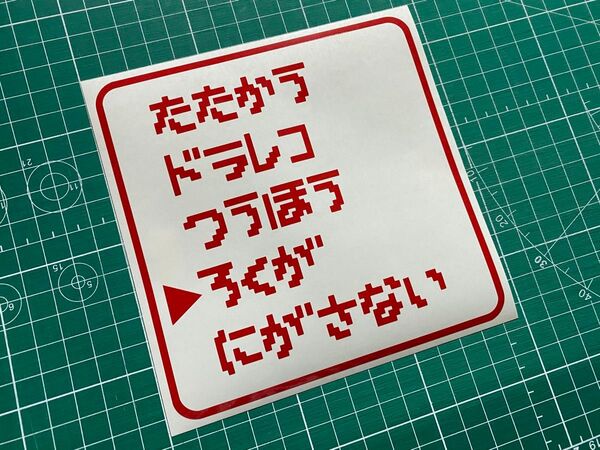 たたかう
ドラレコ
つうほう
▶ろくが
にがさない